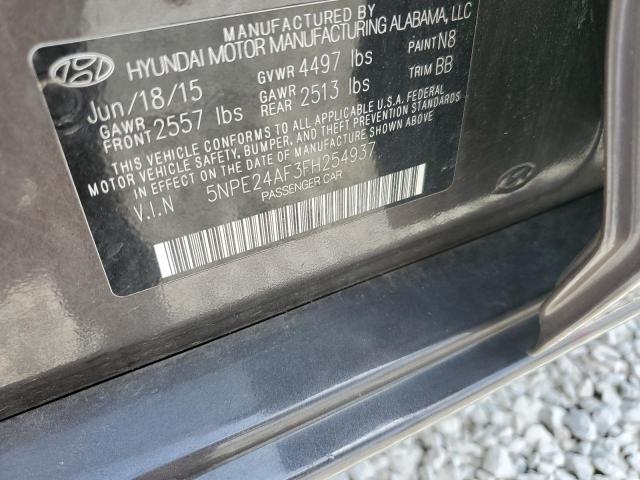 MANUFACTURED BY
HYUNDAI MOTOR MANUFACTURING ALABAMA, LLC
Jun/18/15 GVWR 4497 lbs PAINT N8
GAWR FRONT 2557 lbs GAWR REAR 2513 lbs TRIM BB
THIS VEHICLE CONFORMS TO ALL APPLICABLE U.S.A. FEDERAL
MOTOR VEHICLE SAFETY, BUMPER, AND THEFT PREVENTION STANDARDS
IN EFFECT ON THE DATE OF MANUFACTURE SHOWN ABOVE.
V.I.N 5NPE24AF3FH254937
PASSENGER CAR